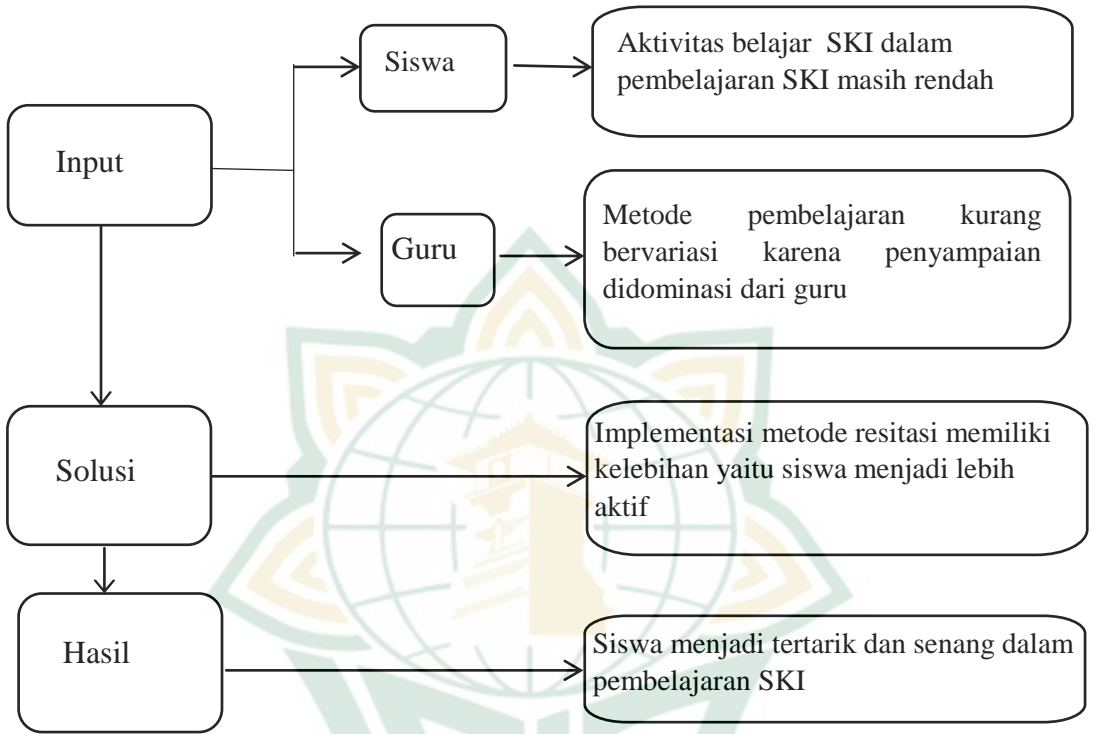 Siswa
Aktivitas belajar SKI dalam
pembelajaran SKI masih rendah
Input
Guru
Metode pembelajaran kurang
bervariasi karena penyampaian
didominasi dari guru
Solusi
Implementasi metode resitasi memiliki
kelebihan yaitu siswa menjadi lebih
aktif
Hasil
Siswa menjadi tertarik dan senang dalam
pembelajaran SKI